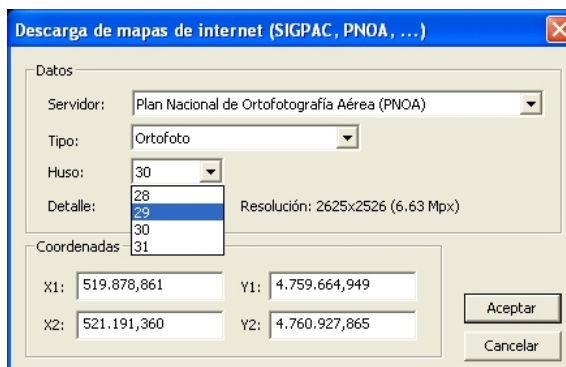 Descarga de mapas de internet (SIGPAC, PNOA, ...)
Datos
Servidor: Plan Nacional de Ortofotografía Aérea (PNOA)
Tipo: Ortofoto
Huso: 30
28
29
30
31
Detalle: Resolución: 2625x2526 (6.63 Mpx)
Coordenadas
X1: 519.878,861 Y1: 4.759.664,949
X2: 521.191,360 Y2: 4.760.927,865
Aceptar
Cancelar